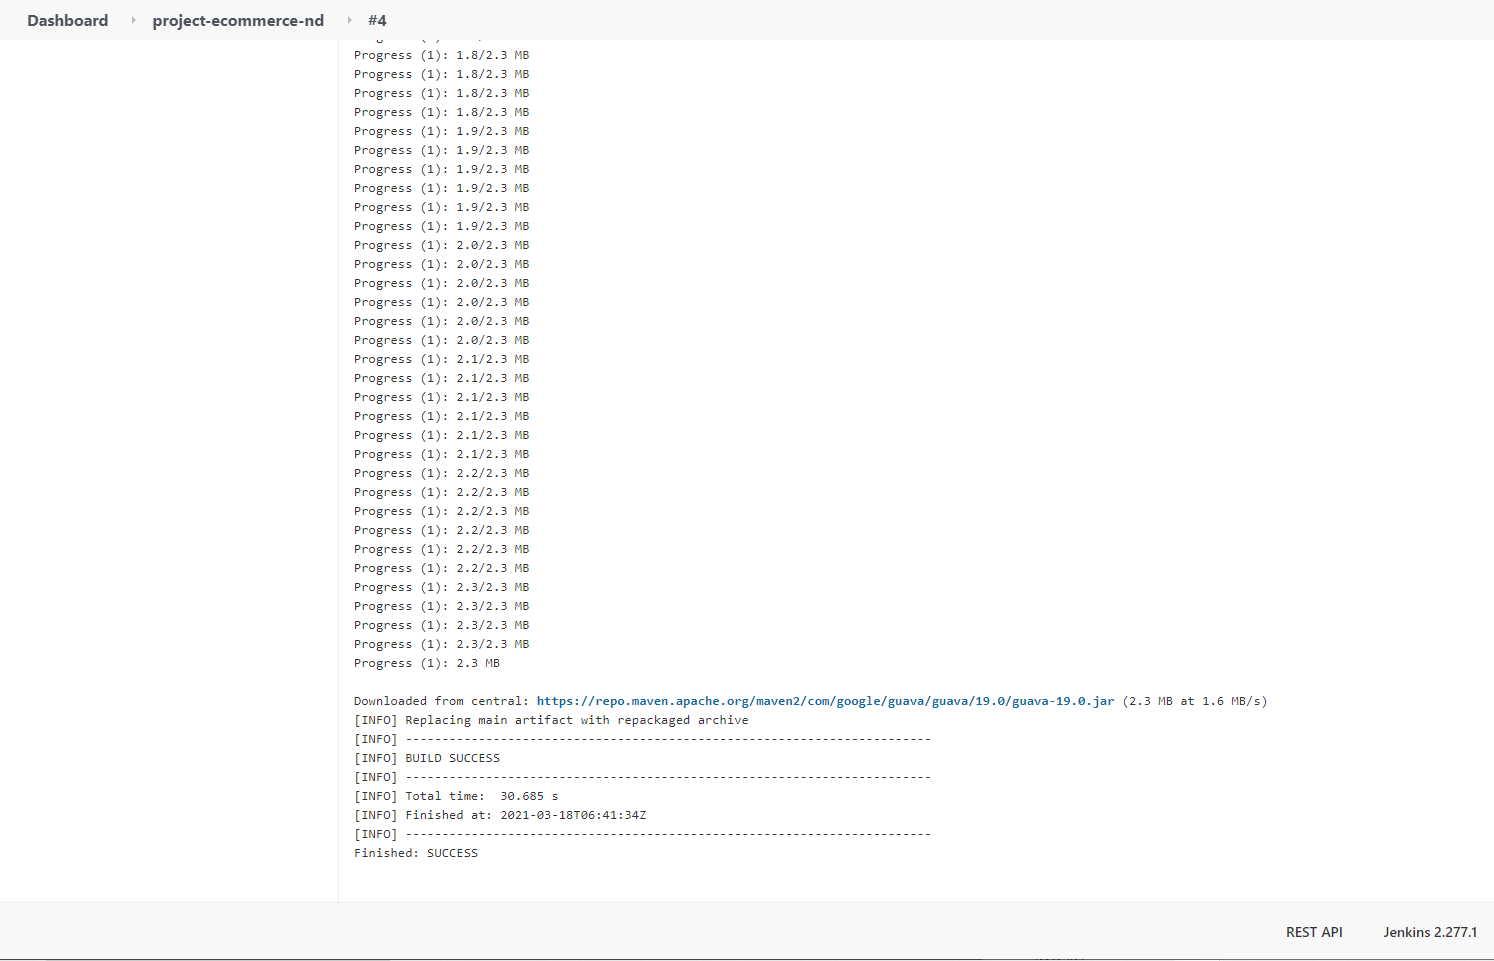 Dashboard project-ecommerce-nd #4
Progress (1): 1.8/2.3 MB
Progress (1): 1.8/2.3 MB
Progress (1): 1.8/2.3 MB
Progress (1): 1.8/2.3 MB
Progress (1): 1.9/2.3 MB
Progress (1): 1.9/2.3 MB
Progress (1): 1.9/2.3 MB
Progress (1): 1.9/2.3 MB
Progress (1): 1.9/2.3 MB
Progress (1): 1.9/2.3 MB
Progress (1): 2.0/2.3 MB
Progress (1): 2.0/2.3 MB
Progress (1): 2.0/2.3 MB
Progress (1): 2.0/2.3 MB
Progress (1): 2.0/2.3 MB
Progress (1): 2.0/2.3 MB
Progress (1): 2.1/2.3 MB
Progress (1): 2.1/2.3 MB
Progress (1): 2.1/2.3 MB
Progress (1): 2.1/2.3 MB
Progress (1): 2.1/2.3 MB
Progress (1): 2.1/2.3 MB
Progress (1): 2.2/2.3 MB
Progress (1): 2.2/2.3 MB
Progress (1): 2.2/2.3 MB
Progress (1): 2.2/2.3 MB
Progress (1): 2.2/2.3 MB
Progress (1): 2.2/2.3 MB
Progress (1): 2.3/2.3 MB
Progress (1): 2.3/2.3 MB
Progress (1): 2.3/2.3 MB
Progress (1): 2.3/2.3 MB
Progress (1): 2.3 MB
Downloaded from central: https://repo.maven.apache.org/maven2/com/google/guava/guava/19.0/guava-19.0.jar (2.3 MB at 1.6 MB/s)
[INFO] Replacing main artifact with repackaged archive
[INFO] ------------------------------------------------------------------------
[INFO] BUILD SUCCESS
[INFO] ------------------------------------------------------------------------
[INFO] Total time:  30.685 s
[INFO] Finished at: 2021-03-18T06:41:34Z
[INFO] ------------------------------------------------------------------------
Finished: SUCCESS
REST API Jenkins 2.277.1